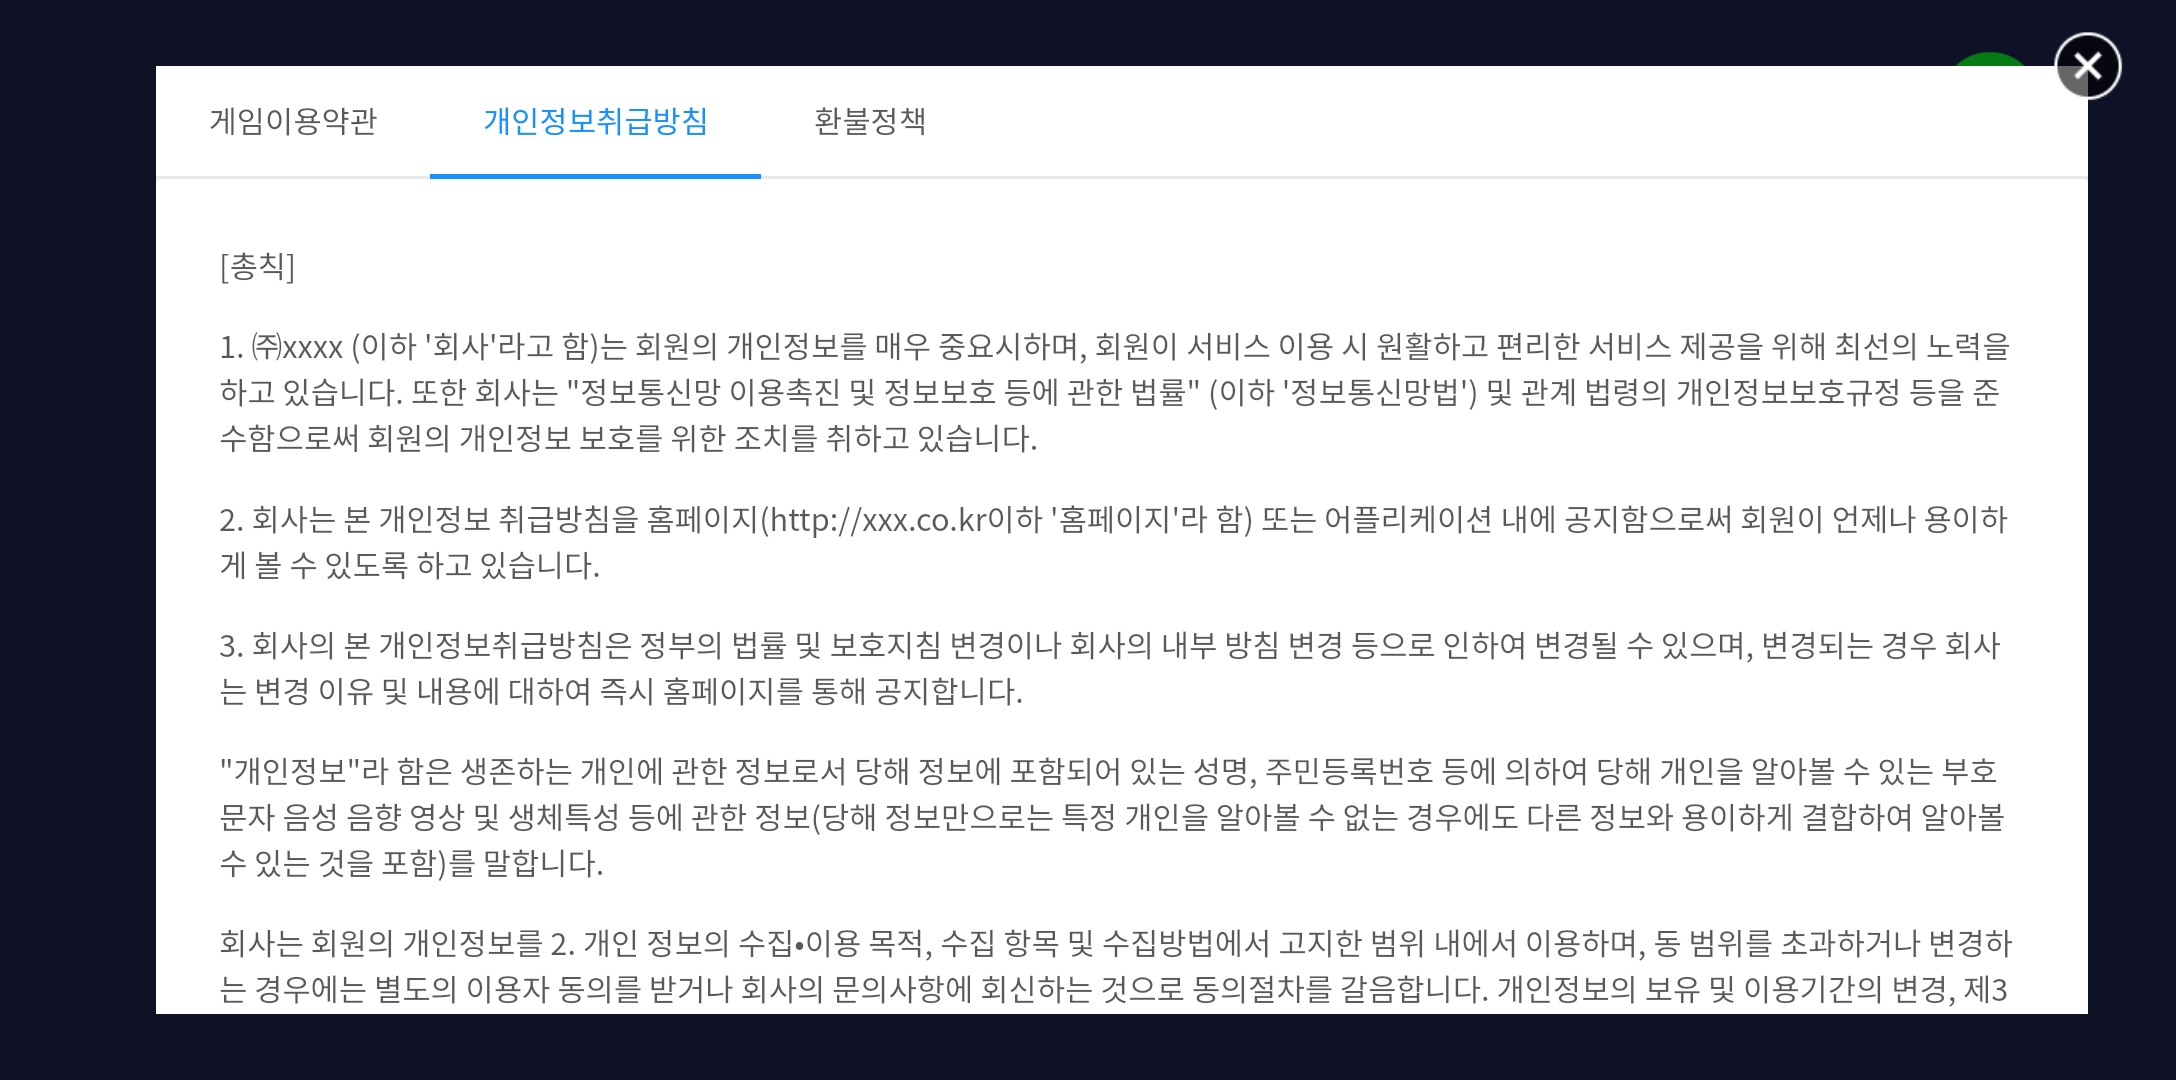 게임이용약관 개인정보취급방침 환불정책
[총칙]
1. ㈜xxxx (이하 '회사'라고 함)는 회원의 개인정보를 매우 중요시하며, 회원이 서비스 이용 시 원활하고 편리한 서비스 제공을 위해 최선의 노력을
하고 있습니다. 또한 회사는 "정보통신망 이용촉진 및 정보보호 등에 관한 법률" (이하 '정보통신망법') 및 관계 법령의 개인정보보호규정 등을 준
수함으로써 회원의 개인정보 보호를 위한 조치를 취하고 있습니다.
2. 회사는 본 개인정보 취급방침을 홈페이지(http://xxx.co.kr이하 '홈페이지'라 함) 또는 어플리케이션 내에 공지함으로써 회원이 언제나 용이하
게 볼 수 있도록 하고 있습니다.
3. 회사의 본 개인정보취급방침은 정부의 법률 및 보호지침 변경이나 회사의 내부 방침 변경 등으로 인하여 변경될 수 있으며, 변경되는 경우 회사
는 변경 이유 및 내용에 대하여 즉시 홈페이지를 통해 공지합니다.
"개인정보"라 함은 생존하는 개인에 관한 정보로서 당해 정보에 포함되어 있는 성명, 주민등록번호 등에 의하여 당해 개인을 알아볼 수 있는 부호
문자 음성 음향 영상 및 생체특성 등에 관한 정보(당해 정보만으로는 특정 개인을 알아볼 수 없는 경우에도 다른 정보와 용이하게 결합하여 알아볼
수 있는 것을 포함)를 말합니다.
회사는 회원의 개인정보를 2. 개인 정보의 수집•이용 목적, 수집 항목 및 수집방법에서 고지한 범위 내에서 이용하며, 동 범위를 초과하거나 변경하
는 경우에는 별도의 이용자 동의를 받거나 회사의 문의사항에 회신하는 것으로 동의절차를 갈음합니다. 개인정보의 보유 및 이용기간의 변경, 제3